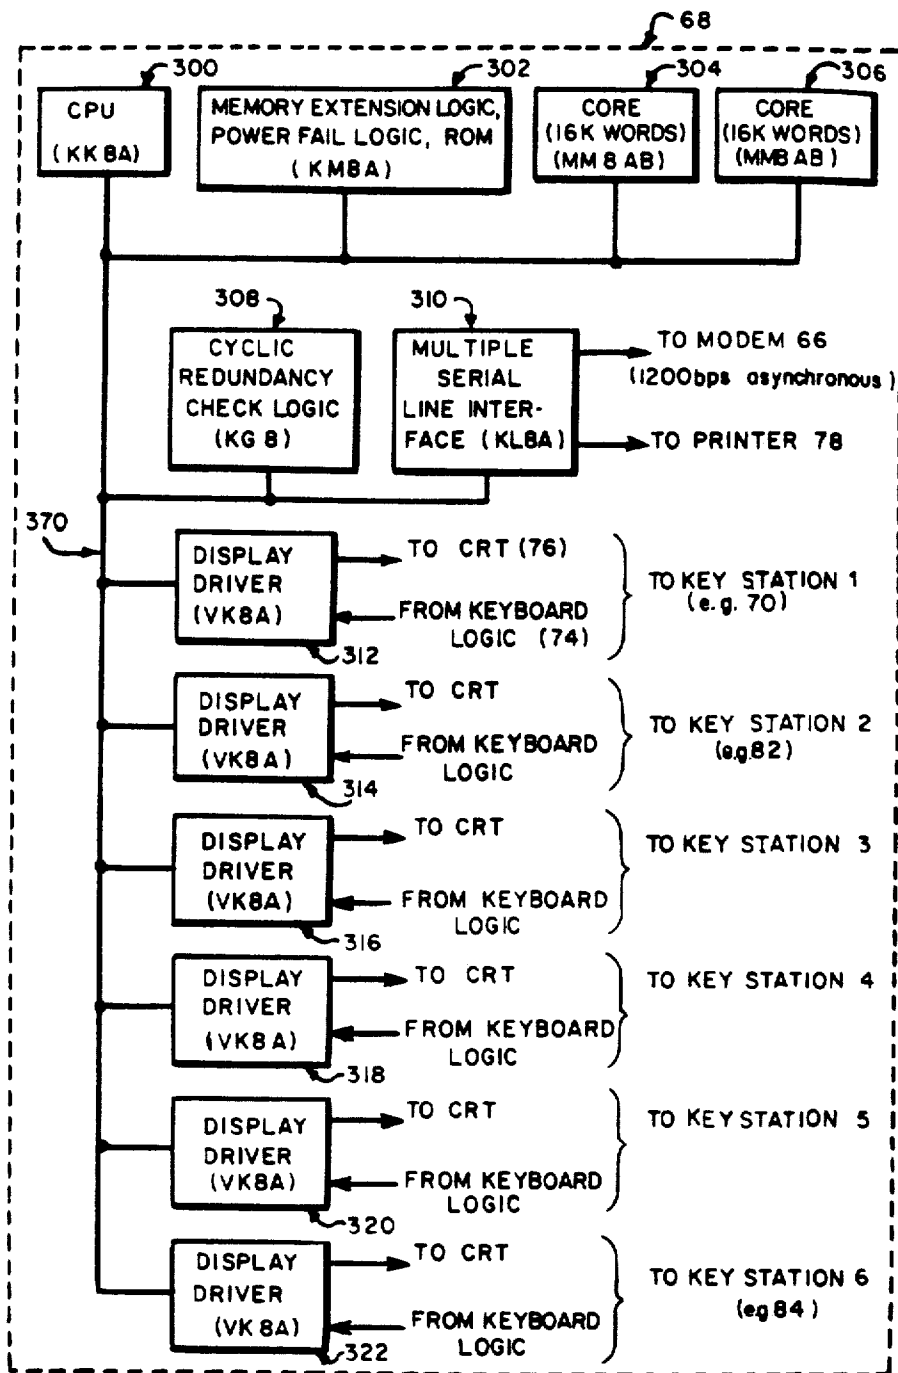 68
300
302
304
306
CPU
(KK8A)
MEMORY EXTENSION LOGIC,
POWER FAIL LOGIC, ROM
(KM8A)
CORE
(16K WORDS)
(MM8AB)
CORE
(16K WORDS)
(MM8AB)
308
310
CYCLIC
REDUNDANCY
CHECK LOGIC
(KG8)
MULTIPLE
SERIAL
LINE INTER-
FACE (KL8A)
TO MODEM 66
(1200bps asynchronous)
TO PRINTER 78
370
DISPLAY
DRIVER
(VK8A)
312
TO CRT (76)
FROM KEYBOARD
LOGIC (74)
TO KEY STATION 1
(e.g. 70)
DISPLAY
DRIVER
(VK8A)
314
TO CRT
FROM KEYBOARD
LOGIC
TO KEY STATION 2
(e.g.82)
DISPLAY
DRIVER
(VK8A)
316
TO CRT
FROM KEYBOARD
LOGIC
TO KEY STATION 3
DISPLAY
DRIVER
(VK8A)
318
TO CRT
FROM KEYBOARD
LOGIC
TO KEY STATION 4
DISPLAY
DRIVER
(VK8A)
320
TO CRT
FROM KEYBOARD
LOGIC
TO KEY STATION 5
DISPLAY
DRIVER
(VK8A)
322
TO CRT
FROM KEYBOARD
LOGIC
TO KEY STATION 6
(e.g 84)